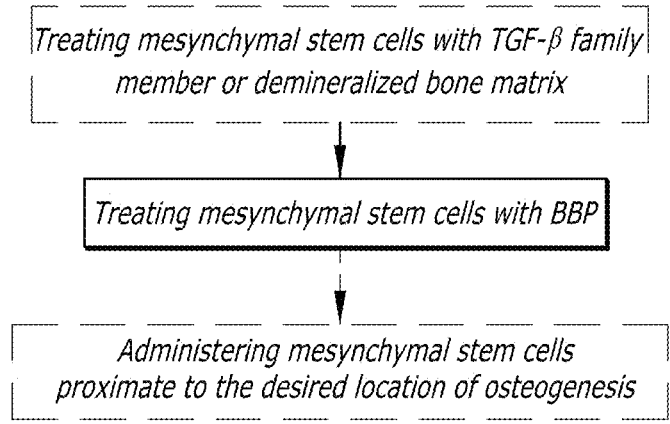 Treating mesynchymal stem cells with TGF-β family
member or demineralized bone matrix
Treating mesynchymal stem cells with BBP
Administering mesynchymal stem cells
proximate to the desired location of osteogenesis